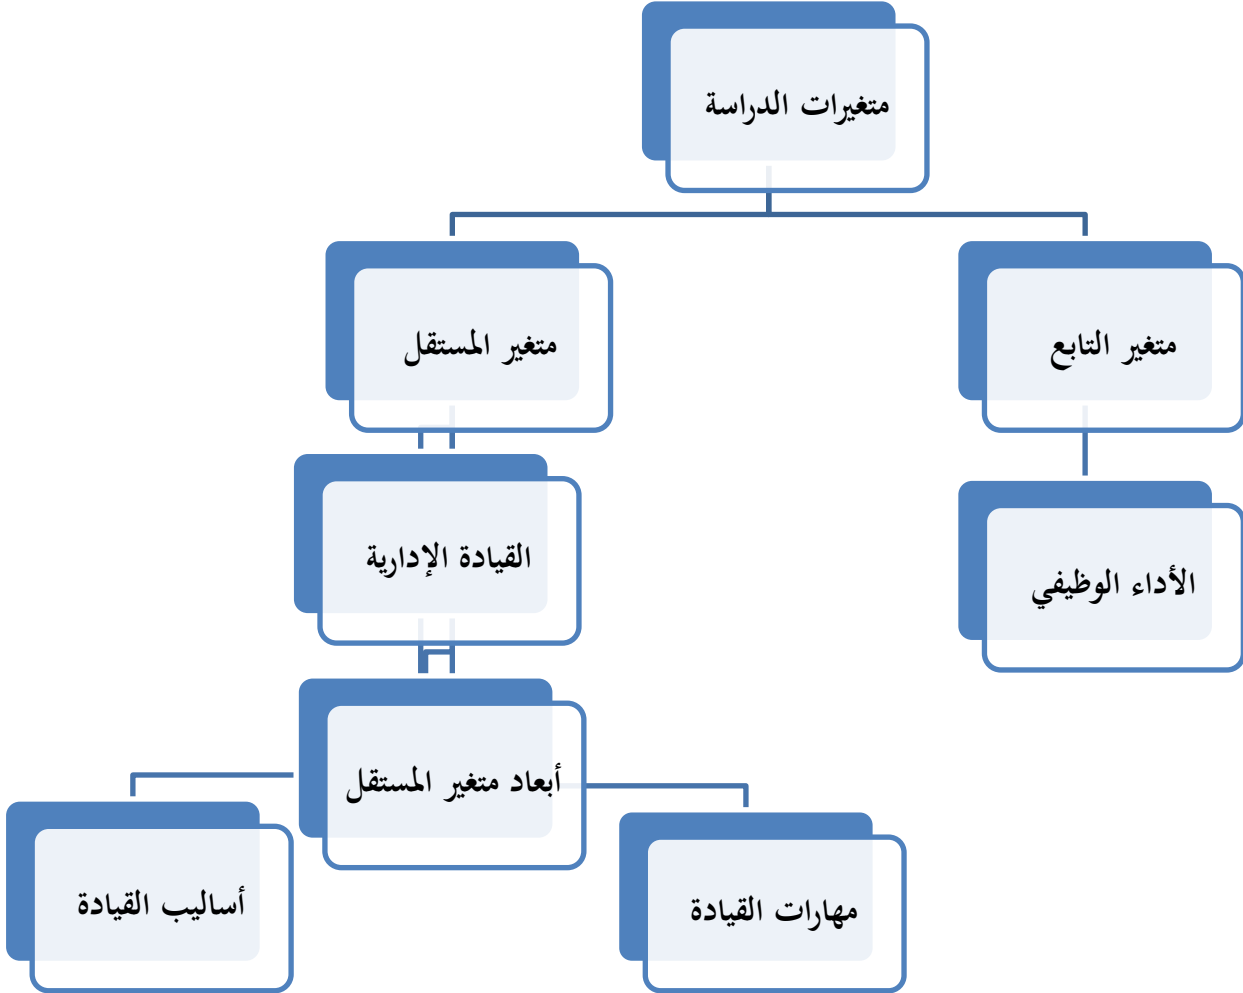 متغيرات الدراسة
متغير التابع
متغير المستقل
القيادة الإدارية
الأداء الوظيفي
أبعاد متغير المستقل
مهارات القيادة
أساليب القيادة